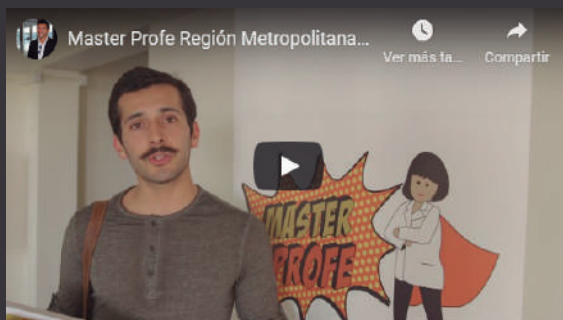 Master Profe Región Metropolitana...
Ver más ta...
Compartir
MASTER
PROFE